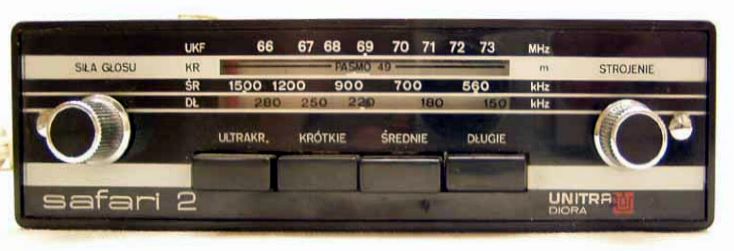 UKF 66 67 68 69 70 71 72 73 MHz
SIŁA GŁOSU KR PASMO 49 m STROJENIE
ŚR 1500 1200 900 700 560 kHz
DŁ 280 250 220 180 150 kHz
ULTRAKR. KRÓTKIE ŚREDNIE DŁUGIE
safari 2 UNITRA
DIORA